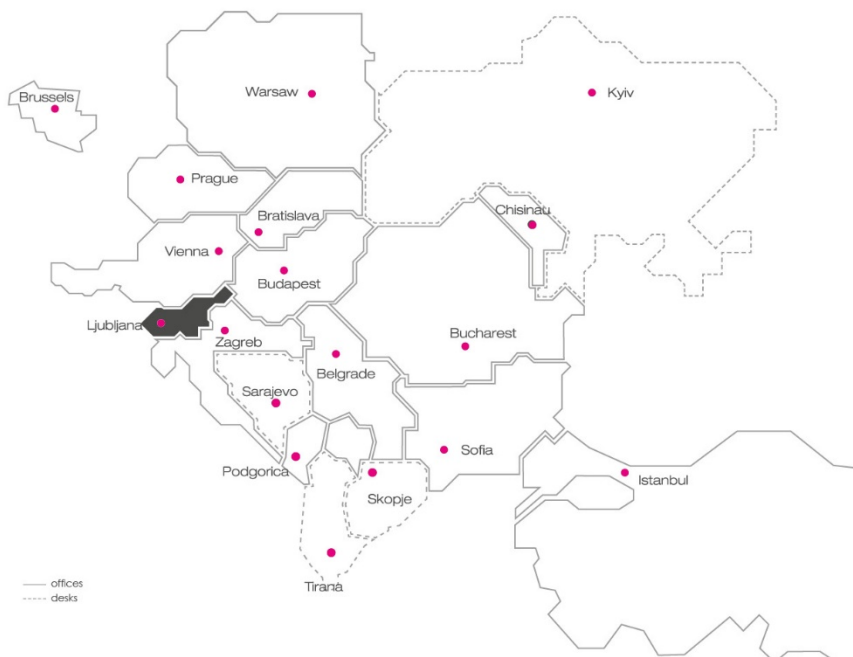 Warsaw
Kyiv
Brussels
Prague
Chisinau
Bratislava
Vienna
Budapest
Ljubljana
Zagreb
Bucharest
Belgrade
Sarajevo
Sofia
Podgorica
Istanbul
Skopje
Tirana
offices
desks